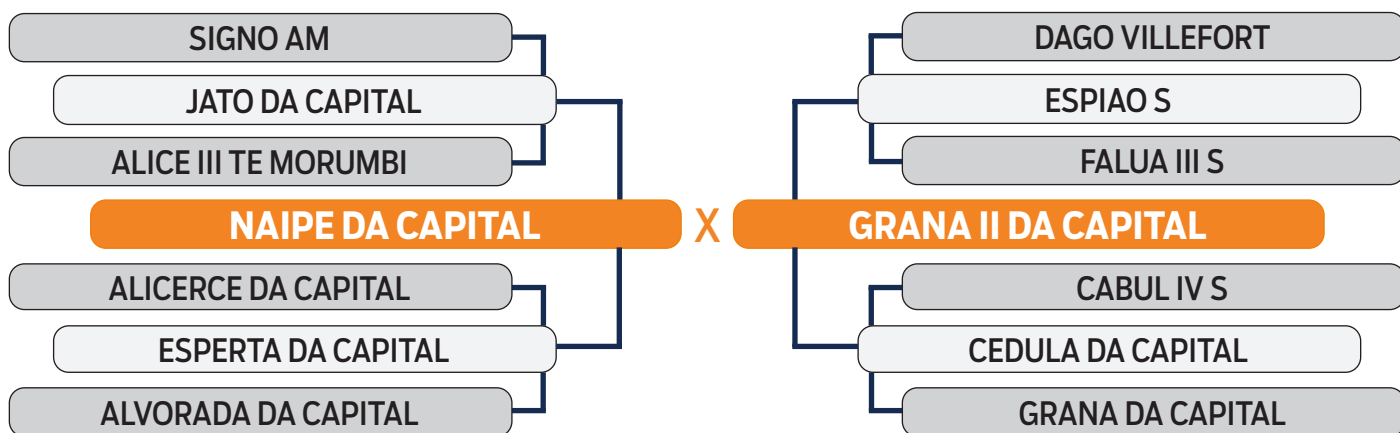 SIGNO AM
JATO DA CAPITAL
ALICE III TE MORUMBI
NAIPE DA CAPITAL
ALICERCE DA CAPITAL
ESPERTA DA CAPITAL
ALVORADA DA CAPITAL
X
DAGO VILLEFORT
ESPIAO S
FALUA III S
GRANA II DA CAPITAL
CABUL IV S
CEDULA DA CAPITAL
GRANA DA CAPITAL